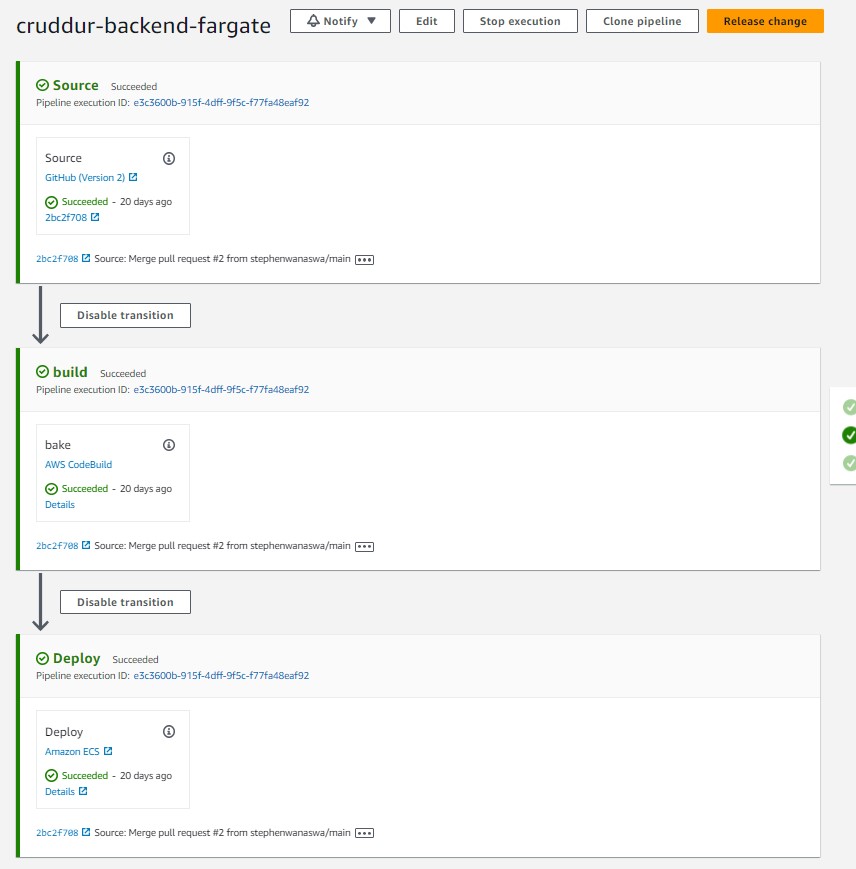 cruddur-backend-fargate
Notify
Edit
Stop execution
Clone pipeline
Release change
Source Succeeded
Pipeline execution ID: e3c3600b-915f-4dff-9f5c-f77fa48eaf92
Source
GitHub (Version 2)
Succeeded - 20 days ago
2bc2f708
2bc2f708 Source: Merge pull request #2 from stephenwanaswa/main
Disable transition
build Succeeded
Pipeline execution ID: e3c3600b-915f-4dff-9f5c-f77fa48eaf92
bake
AWS CodeBuild
Succeeded - 20 days ago
Details
2bc2f708 Source: Merge pull request #2 from stephenwanaswa/main
Disable transition
Deploy Succeeded
Pipeline execution ID: e3c3600b-915f-4dff-9f5c-f77fa48eaf92
Deploy
Amazon ECS
Succeeded - 20 days ago
Details
2bc2f708 Source: Merge pull request #2 from stephenwanaswa/main